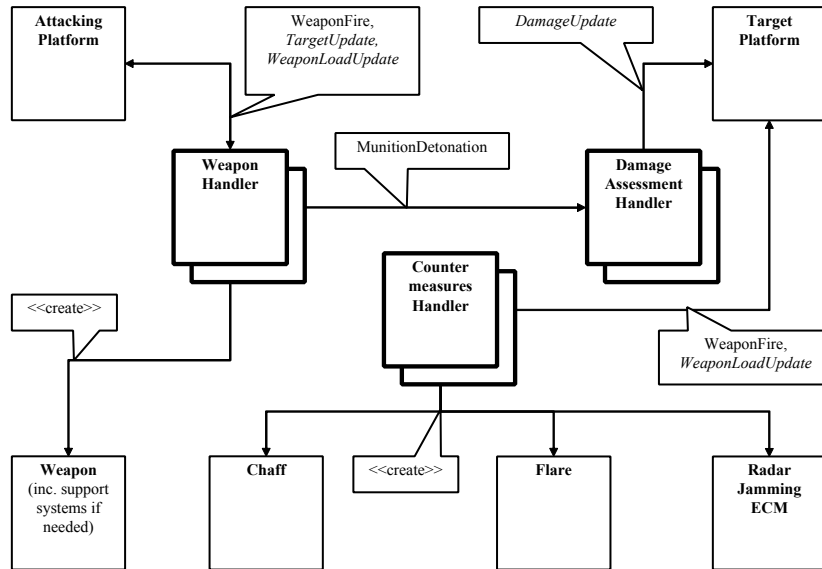 Attacking
Platform
WeaponFire,
TargetUpdate,
WeaponLoadUpdate
DamageUpdate
Target
Platform
Weapon
Handler
MunitionDetonation
Damage
Assessment
Handler
Counter
measures
Handler
<<create>>
WeaponFire,
WeaponLoadUpdate
Weapon
(inc. support
systems if
needed)
Chaff
<<create>>
Flare
Radar
Jamming
ECM